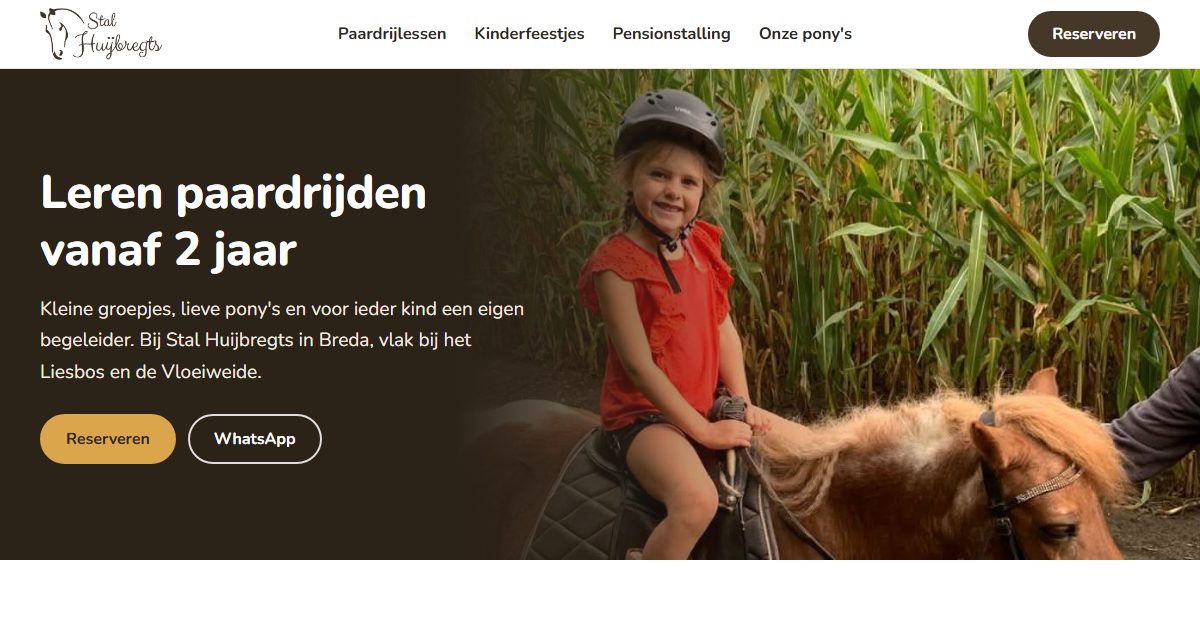 Stal
Huijbregts
Paardrijlessen
Kinderfeestjes
Pensionstalling
Onze pony's
Reserveren
uvex
Leren paardrijden
vanaf 2 jaar
Kleine groepjes, lieve pony's en voor ieder kind een eigen
begeleider. Bij Stal Huijbregts in Breda, vlak bij het
Liesbos en de Vloeiweide.
Reserveren
WhatsApp